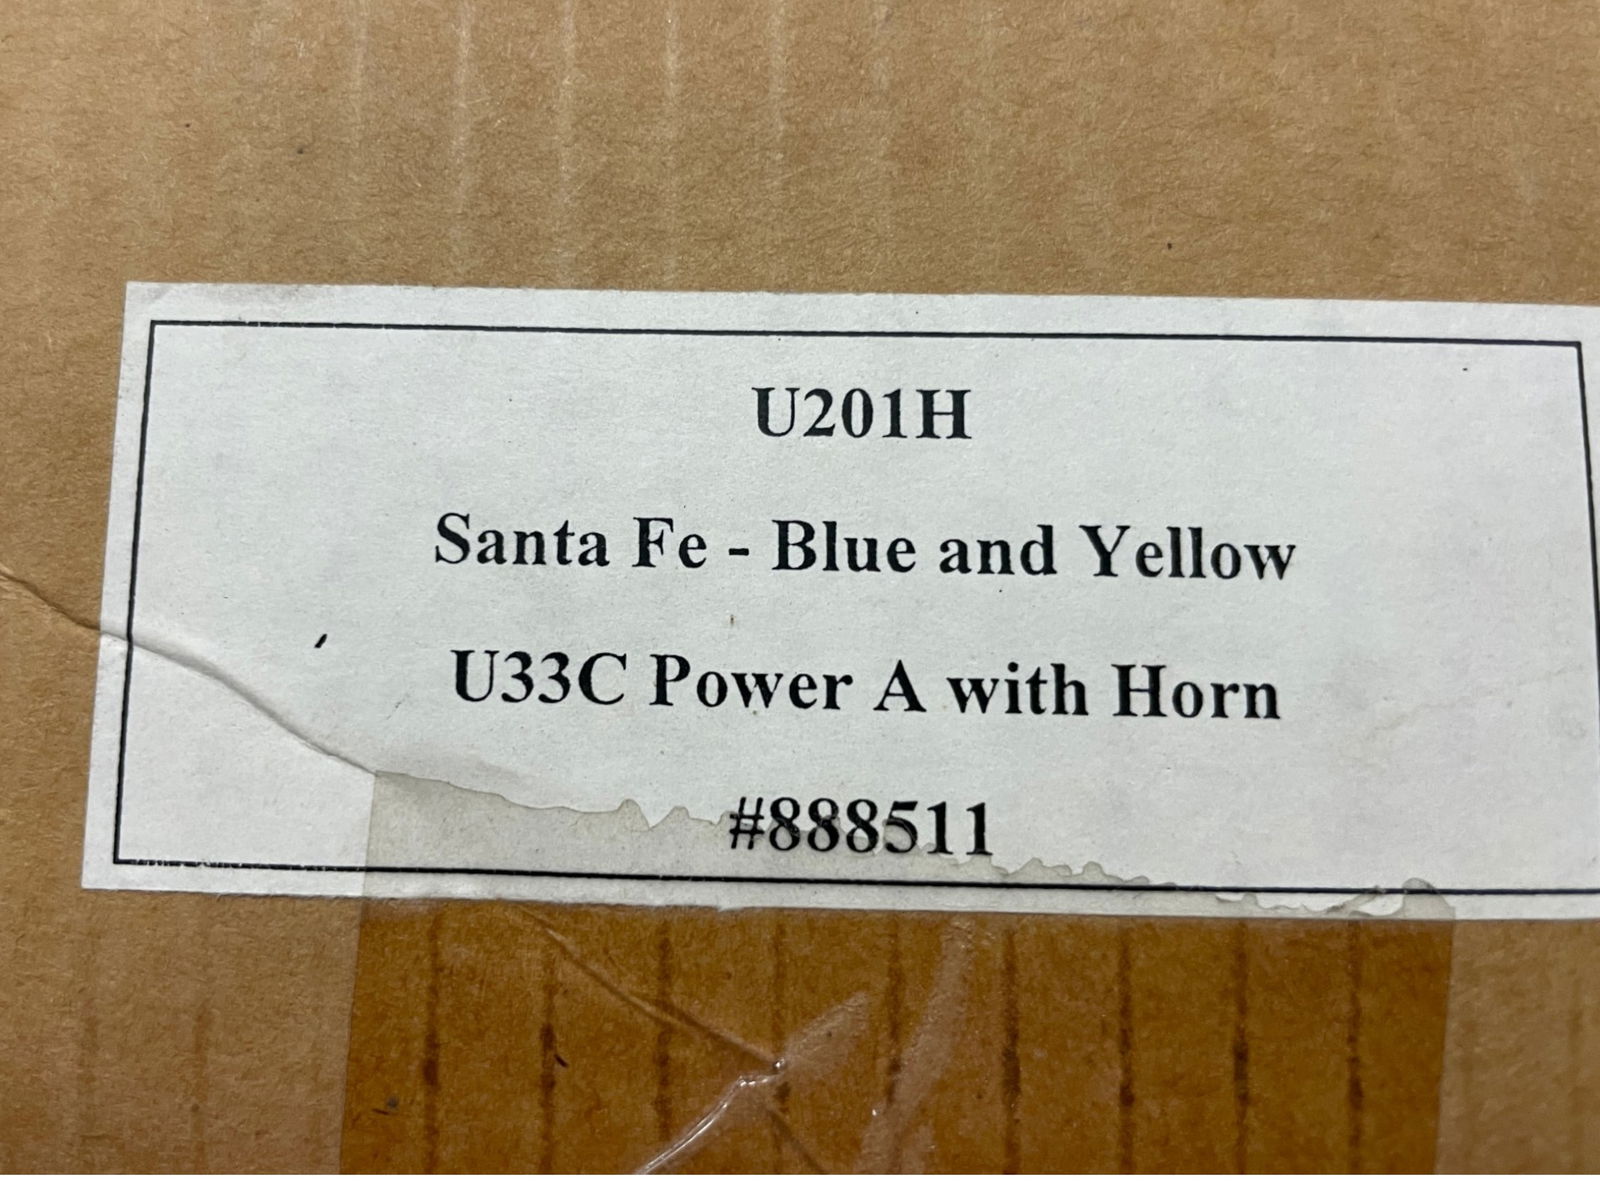 U201H
Santa Fe - Blue and Yellow
U33C Power A with Horn
#888511